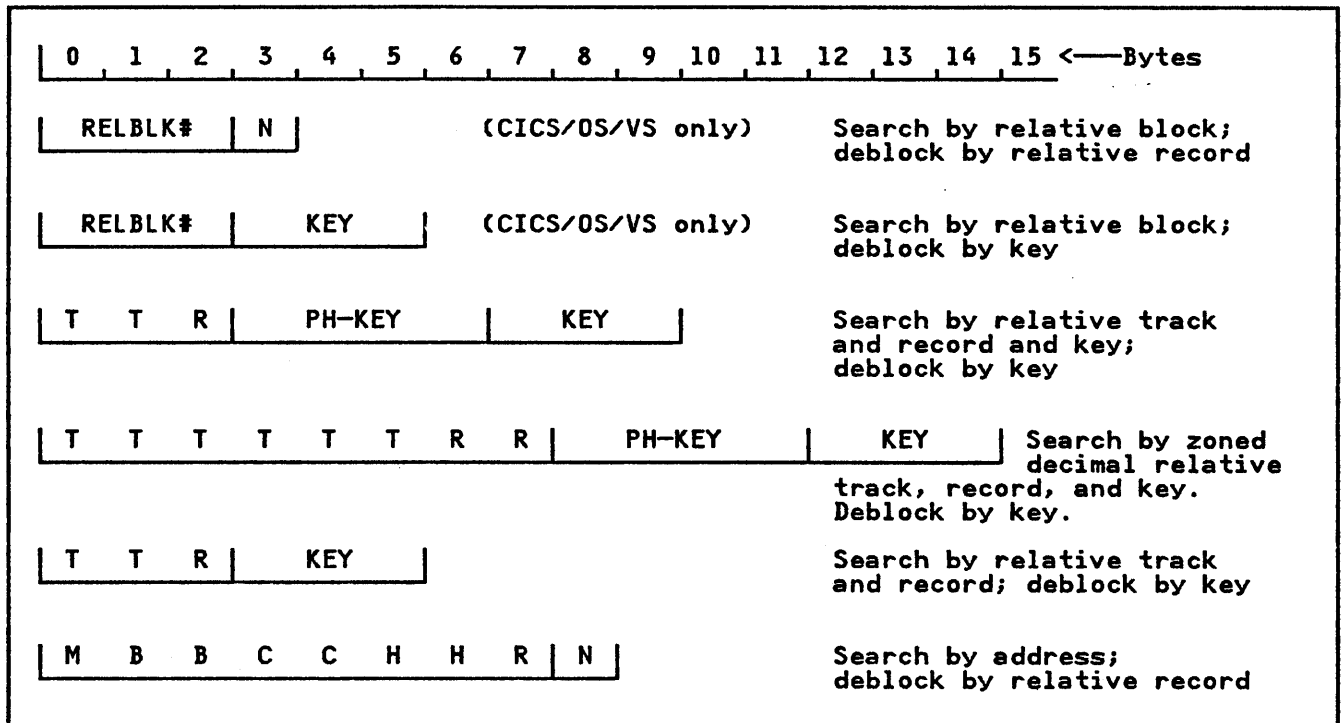 0 1 2 3 4 5 6 7 8 9 10 11 12 13 14 15 <——Bytes
RELBLK# N (CICS/OS/VS only) Search by relative block;
deblock by relative record
RELBLK# KEY (CICS/OS/VS only) Search by relative block;
deblock by key
T T R PH-KEY KEY Search by relative track
and record and key;
deblock by key
T T T T T T R R PH-KEY KEY Search by zoned
decimal relative
track, record, and key.
Deblock by key.
T T R KEY Search by relative track
and record; deblock by key
M B B C C H H R N Search by address;
deblock by relative record